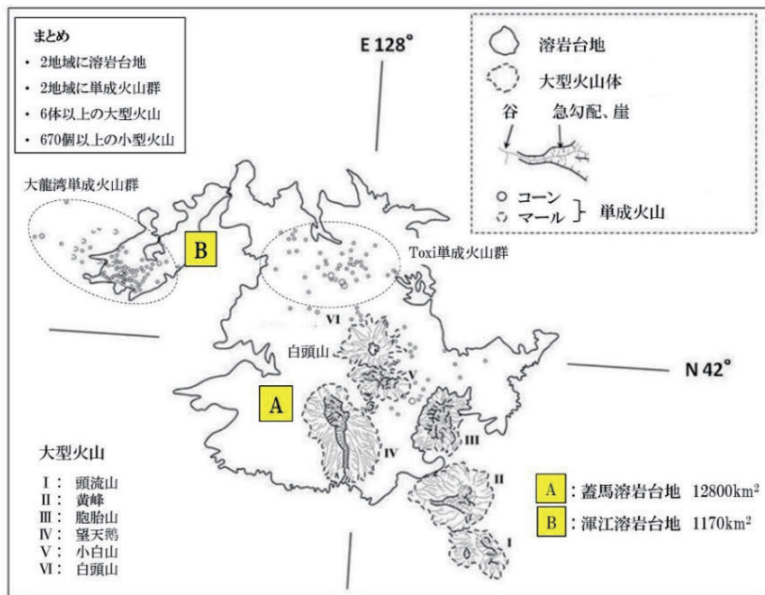 まとめ
・ 2地域に溶岩台地
・ 2地域に単成火山群
・ 6体以上の大型火山
・ 670個以上の小型火山
E 128°
溶岩台地
大型火山体
谷 急勾配、崖
コーン
マール
単成火山
大龍湾単成火山群
B
Toxi単成火山群
VI
白頭山
V
N 42°
A
III
IV
II
I
大型火山
I： 頭流山
II： 黄峰
III： 胞胎山
IV： 望天鵝
V： 小白山
VI： 白頭山
A ：蓋馬溶岩台地 12800km²
B ：渾江溶岩台地 1170km²